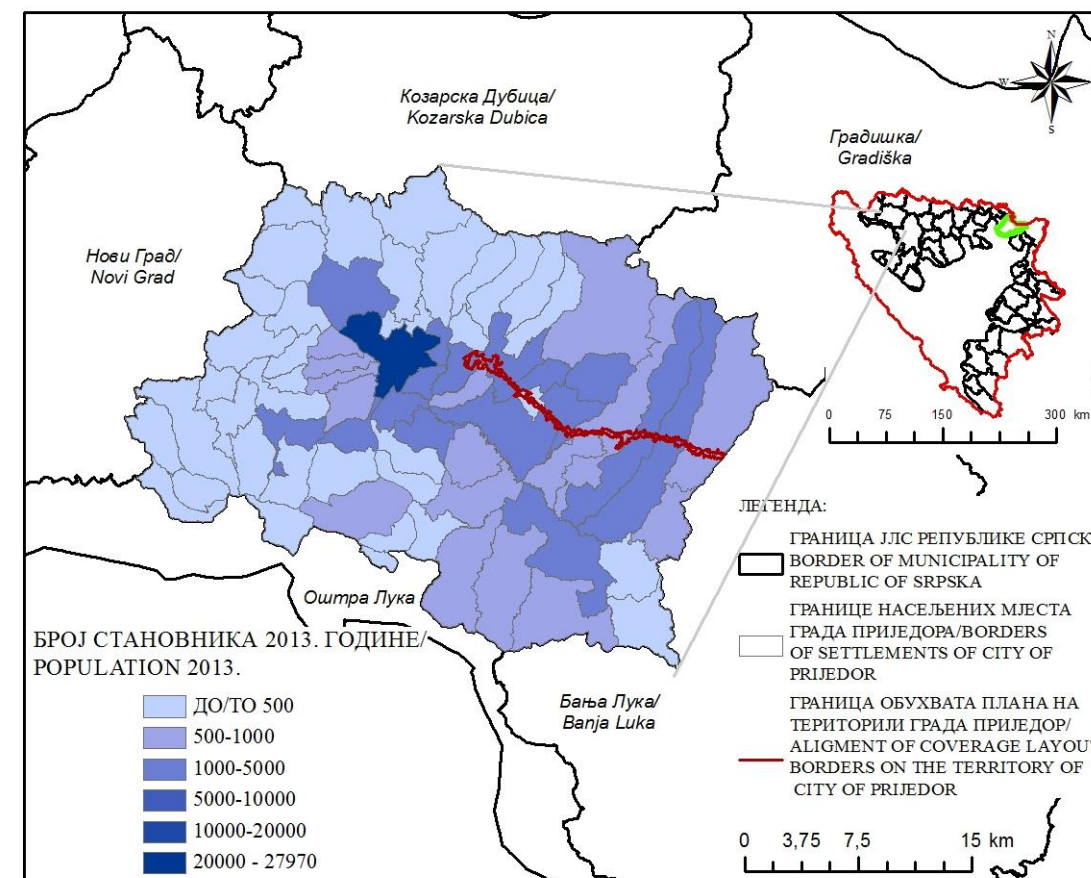 Козарска Дубица/
Kozarska Dubica
N
W
S
Градишка/
Gradiška
Нови Град/
Novi Grad
0 75 150 300 km
Оштра Лука
Бања Лука/
Banja Luka
БРОЈ СТАНОВНИКА 2013. ГОДИНЕ/
POPULATION 2013.
ДО/ТО 500
500-1000
1000-5000
5000-10000
10000-20000
20000 - 27970
ЛЕГЕНДА:
ГРАНИЦА ЈЛС РЕПУБЛИКЕ СРПСК
BORDER OF MUNICIPALITY OF
REPUBLIC OF SRPSKA
ГРАНИЦЕ НАСЕЉЕНИХ МЈЕСТА
ГРАДА ПРИЈЕДОРА/BORDERS
OF SETTLEMENTS OF CITY OF
PRIJEDOR
ГРАНИЦА ОБУХВАТА ПЛАНА НА
ТЕРИТОРИЈИ ГРАДА ПРИЈЕДОР/
ALIGMENT OF COVERAGE LAYOU
BORDERS ON THE TERRITORY OF
CITY OF PRIJEDOR
0 3,75 7,5 15 km